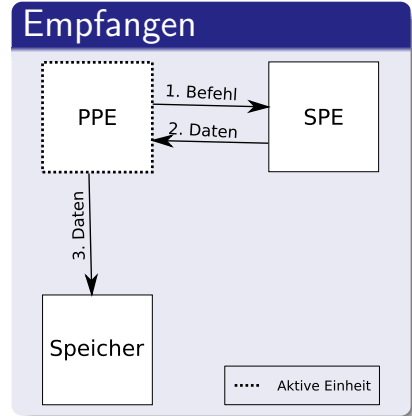 Empfangen
1. Befehl
PPE
SPE
2. Daten
3. Daten
Speicher
Aktive Einheit